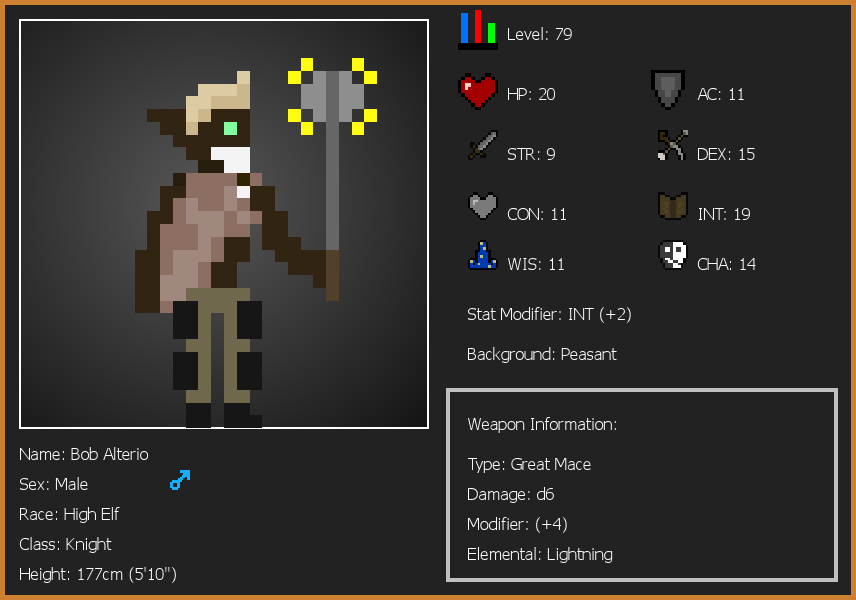 Level: 79
HP: 20
AC: 11
STR: 9
DEX: 15
CON: 11
INT: 19
WIS: 11
CHA: 14
Stat Modifier: INT (+2)
Background: Peasant
Weapon Information:
Type: Great Mace
Damage: d6
Modifier: (+4)
Elemental: Lightning
Name: Bob Alterio
Sex: Male
Race: High Elf
Class: Knight
Height: 177cm (5'10")